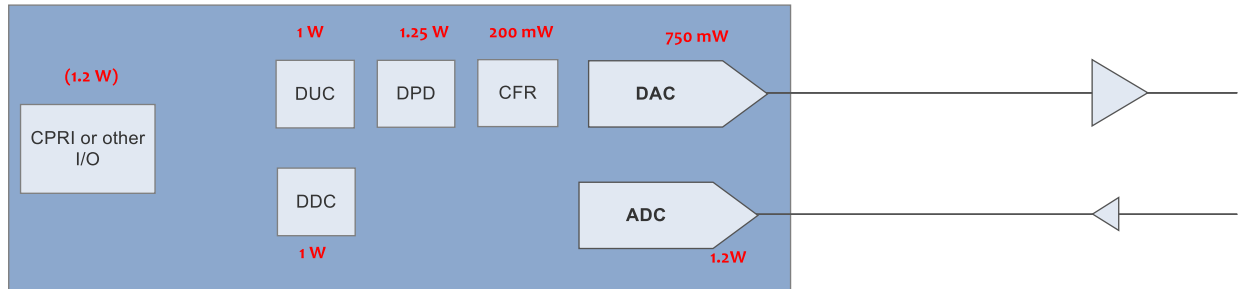 1 W
1.25 W
200 mW
750 mW
(1.2 W)
DUC
DPD
CFR
DAC
CPRI or other
I/O
DDC
ADC
1 W
1.2W